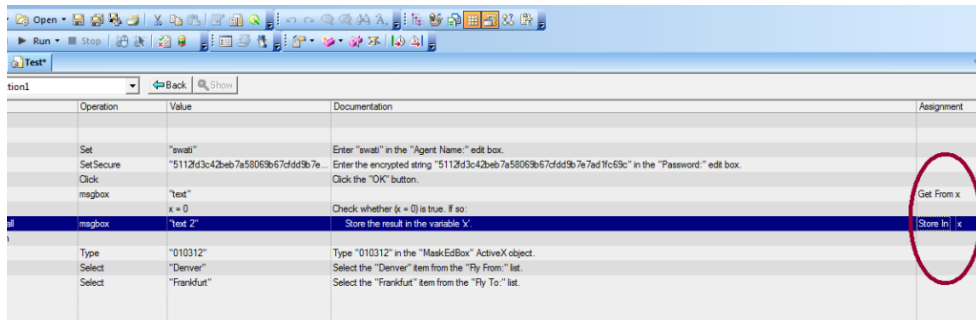 Open
Run Stop
Test*
tion1 Back Show
Operation Value Documentation Assignment
Set "swati" Enter "swati" in the "Agent Name:" edit box.
SetSecure "5112fd3c42beb7a58069b67cfdd9b7e... Enter the encrypted string "5112fd3c42beb7a58069b67cfdd9b7e7ad1fc69c" in the "Password:" edit box.
Click Click the "OK" button.
msgbox "text" Get From x
x = 0 Check whether (x = 0) is true. If so:
all msgbox "text 2" Store the result in the variable 'x'. Store In x
Type "010312" Type "010312" in the "MaskEdBox" ActiveX object.
Select "Denver" Select the "Denver" item from the "Fly From:" list.
Select "Frankfurt" Select the "Frankfurt" item from the "Fly To:" list.